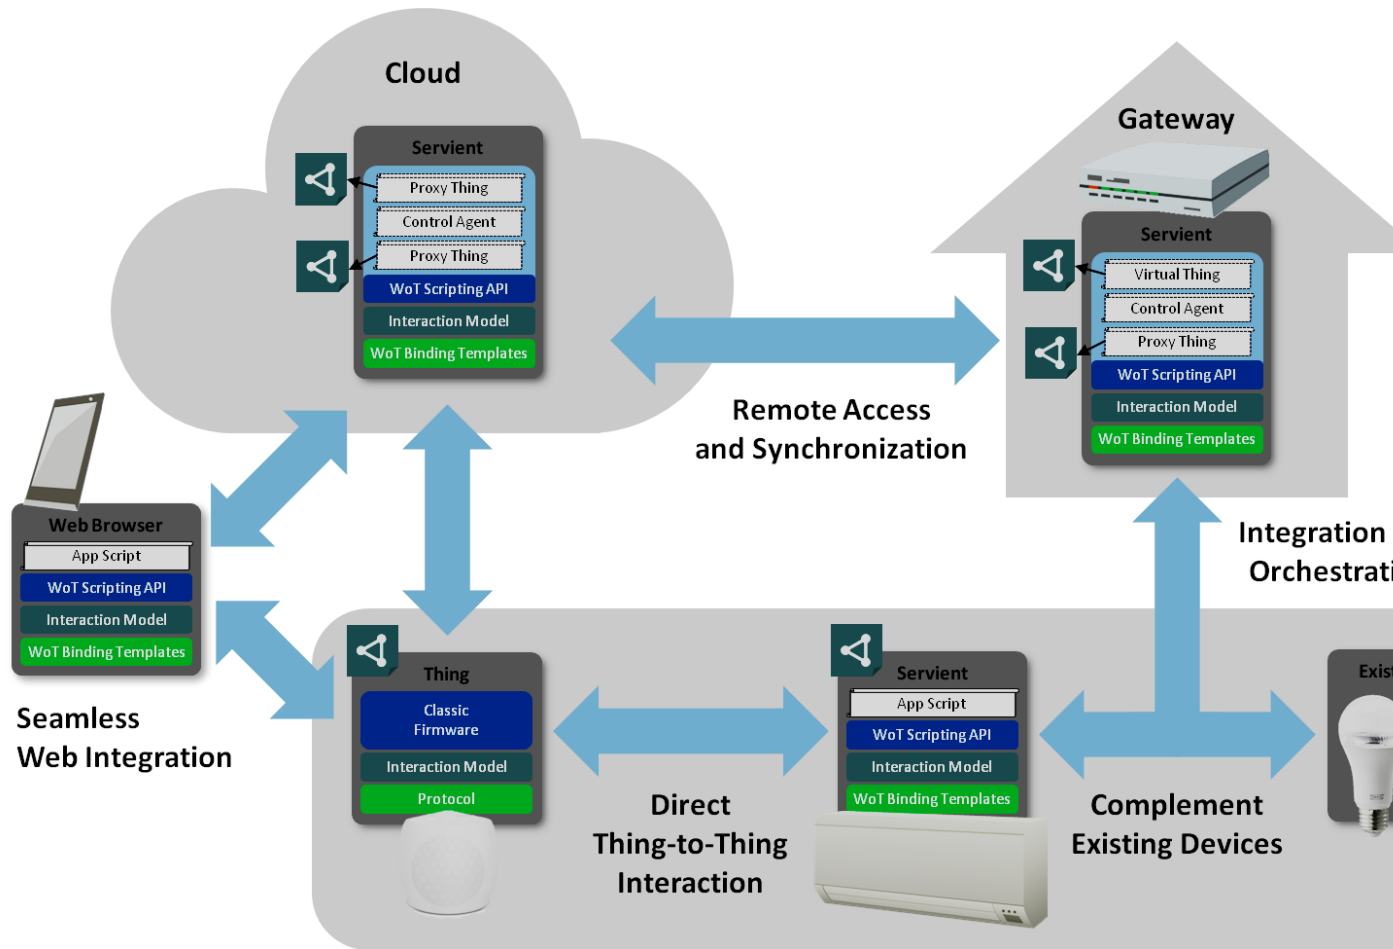 Cloud
Servient
Proxy Thing
Control Agent
Proxy Thing
WoT Scripting API
Interaction Model
WoT Binding Templates
Gateway
Servient
Virtual Thing
Control Agent
Proxy Thing
WoT Scripting API
Interaction Model
WoT Binding Templates
Remote Access
and Synchronization
Web Browser
App Script
WoT Scripting API
Interaction Model
WoT Binding Templates
Seamless
Web Integration
Integration
Orchestrati
Thing
Classic
Firmware
Interaction Model
Protocol
Direct
Thing-to-Thing
Interaction
Servient
App Script
WoT Scripting API
Interaction Model
WoT Binding Templates
Complement
Existing Devices
Exist